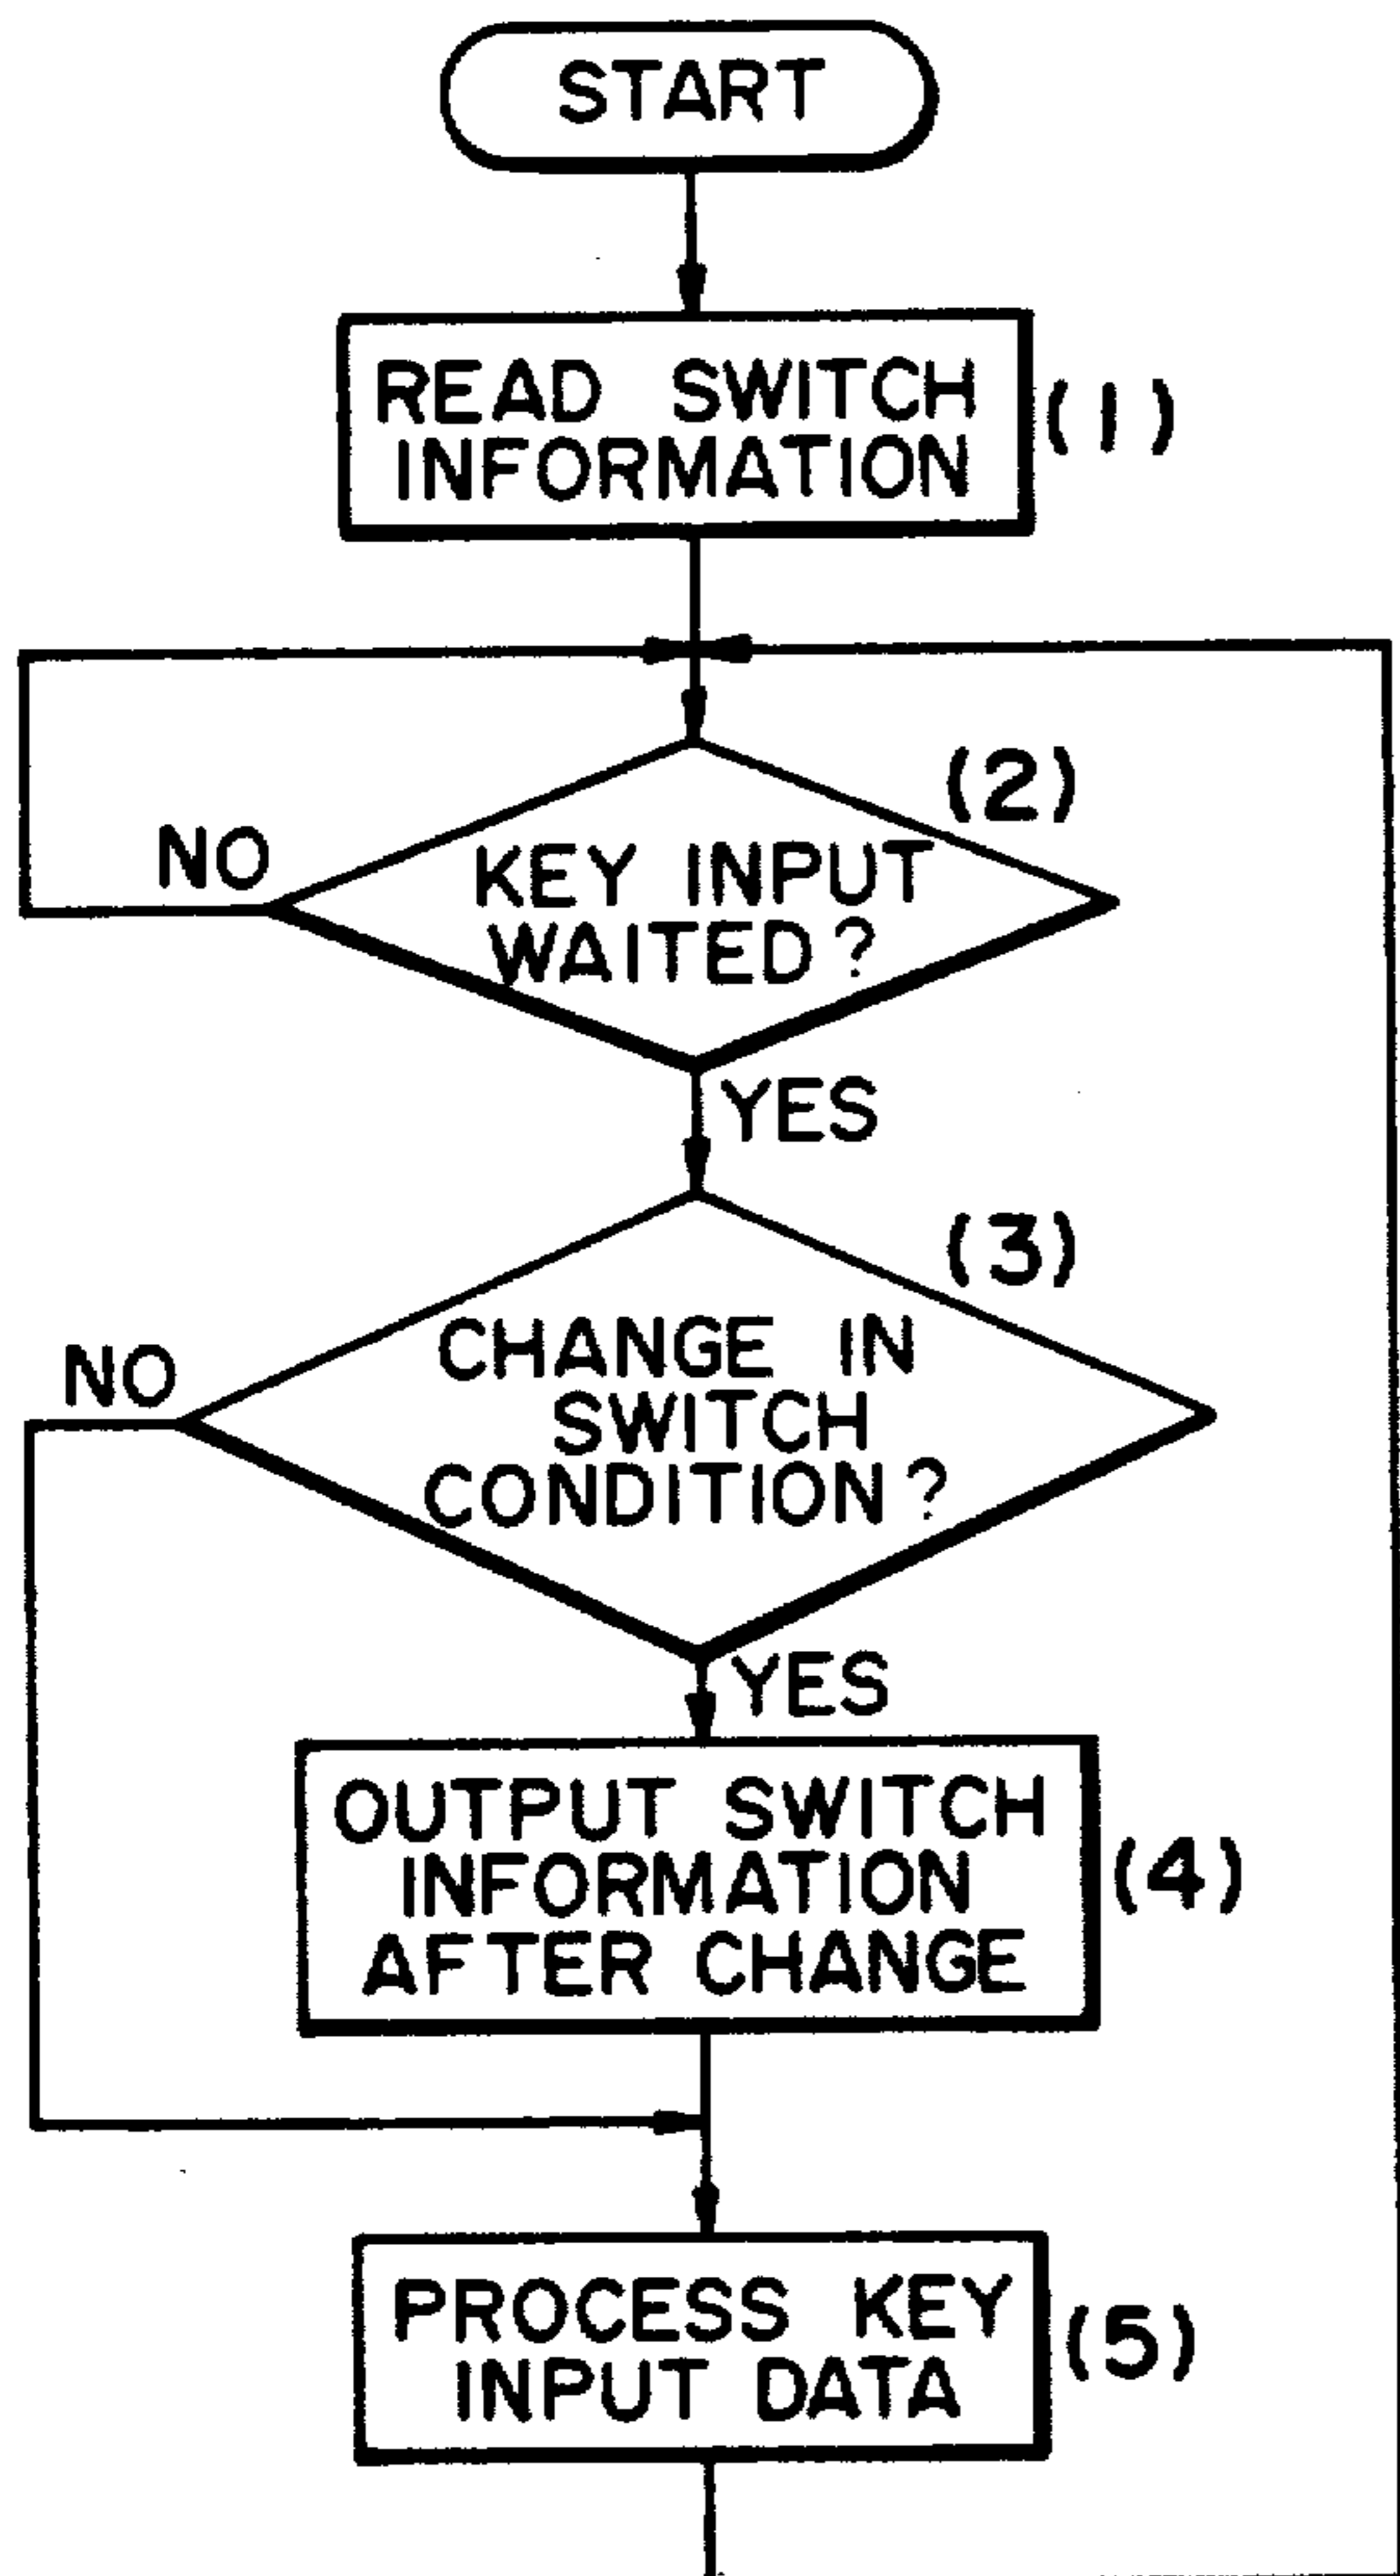 START
READ SWITCH
INFORMATION
(1)
(2)
NO
KEY INPUT
WAITED?
YES
(3)
NO
CHANGE IN
SWITCH
CONDITION?
YES
OUTPUT SWITCH
INFORMATION
AFTER CHANGE
(4)
PROCESS KEY
INPUT DATA
(5)